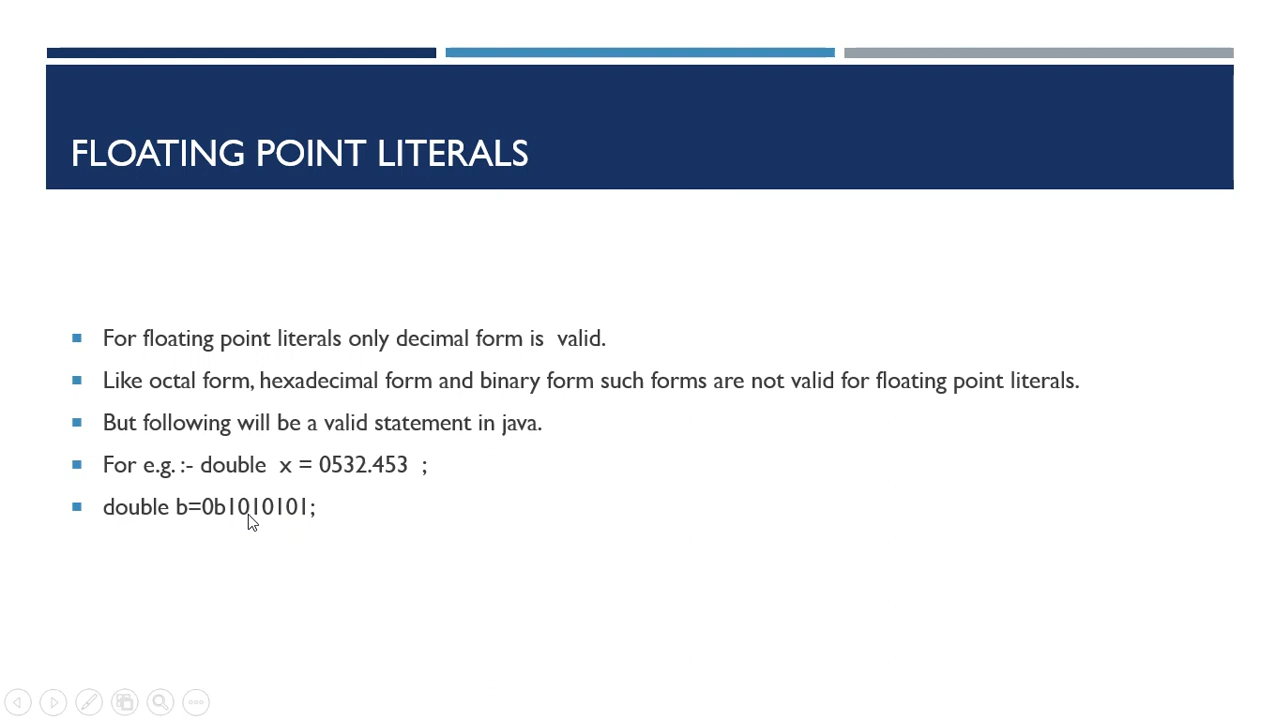 FLOATING POINT LITERALS
For floating point literals only decimal form is valid.
Like octal form, hexadecimal form and binary form such forms are not valid for floating point literals.
But following will be a valid statement in java.
For e.g. :- double x = 0532.453 ;
double b=0b1010101;